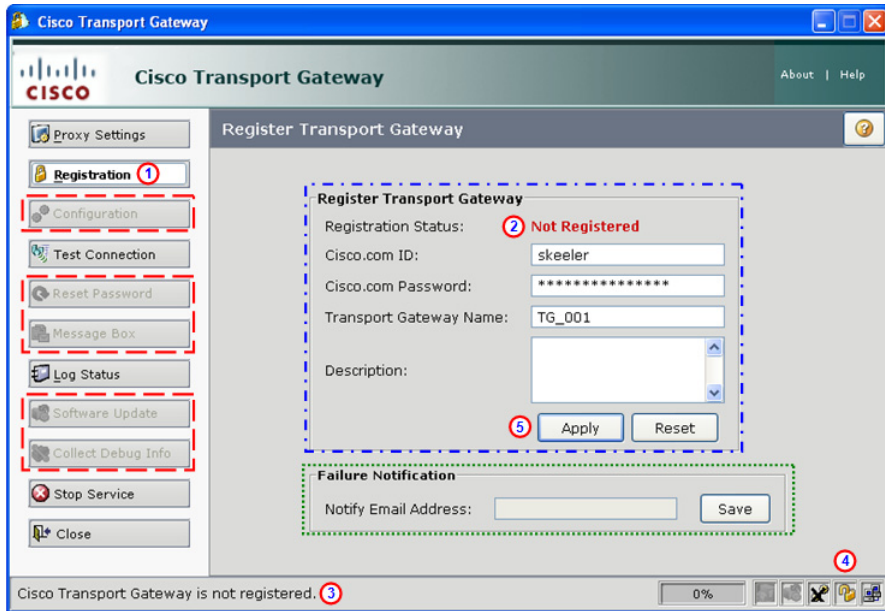 Cisco Transport Gateway
CISCO
Cisco Transport Gateway
About | Help
Proxy Settings
Registration 1
Configuration
Test Connection
Reset Password
Message Box
Log Status
Software Update
Collect Debug Info
Stop Service
Close
Register Transport Gateway
Register Transport Gateway
Registration Status: 2 Not Registered
Cisco.com ID: skeeler
Cisco.com Password: ***************
Transport Gateway Name: TG_001
Description:
5 Apply Reset
Failure Notification
Notify Email Address: Save
4
Cisco Transport Gateway is not registered. 3 0%